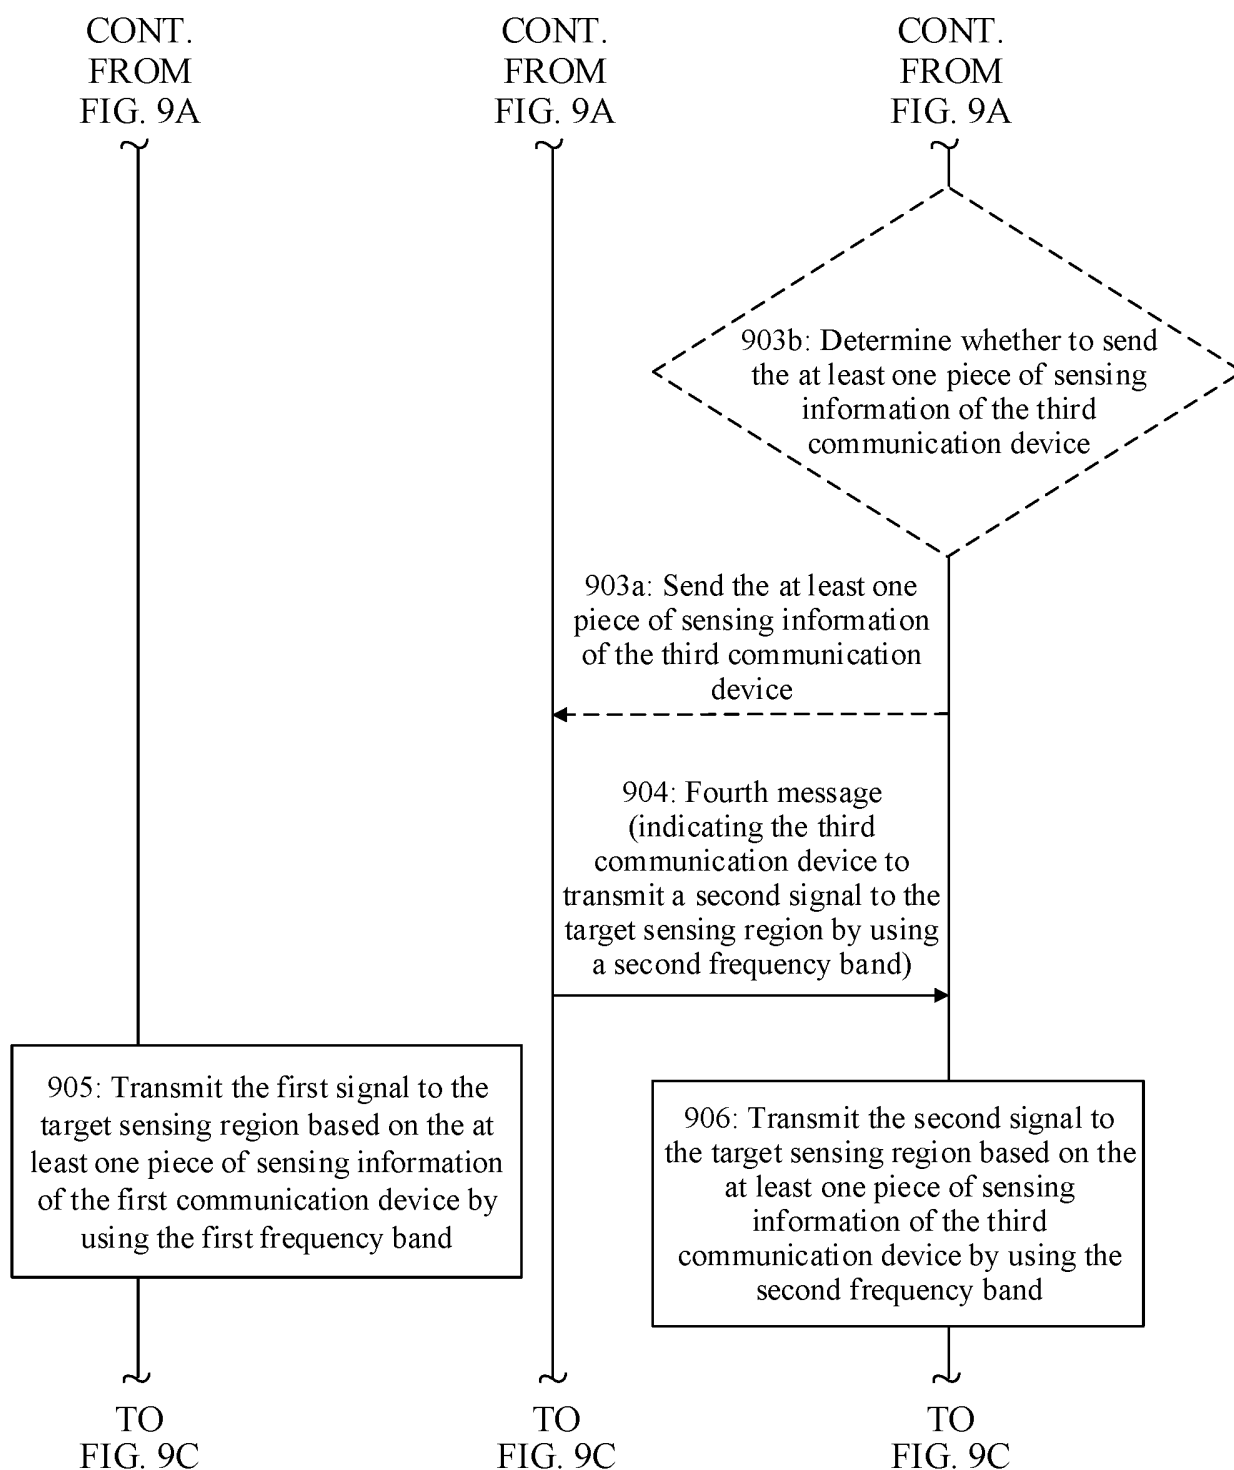 CONT.
FROM
FIG. 9A
CONT.
FROM
FIG. 9A
CONT.
FROM
FIG. 9A
903b: Determine whether to send
the at least one piece of sensing
information of the third
communication device
903a: Send the at least one
piece of sensing information
of the third communication
device
904: Fourth message
(indicating the third
communication device to
transmit a second signal to the
target sensing region by using
a second frequency band)
905: Transmit the first signal to the
target sensing region based on the at
least one piece of sensing information
of the first communication device by
using the first frequency band
906: Transmit the second signal to
the target sensing region based on the
at least one piece of sensing
information of the third
communication device by using the
second frequency band
TO
FIG. 9C
TO
FIG. 9C
TO
FIG. 9C